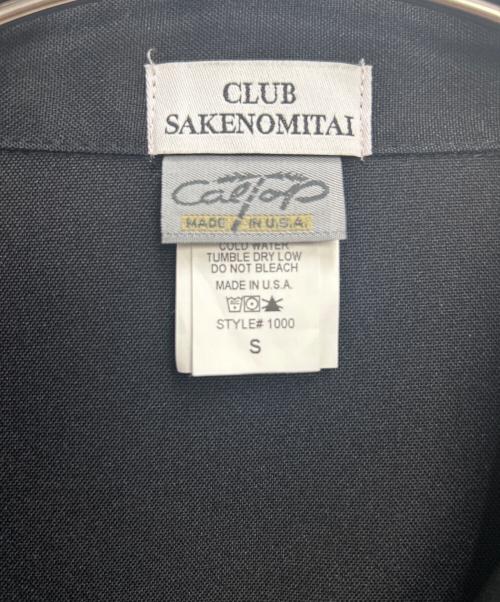 CLUB
SAKENOMITAI
CalTop
MADE IN U.S.A.
COLD WATER
TUMBLE DRY LOW
DO NOT BLEACH
MADE IN U.S.A.
STYLE# 1000
S